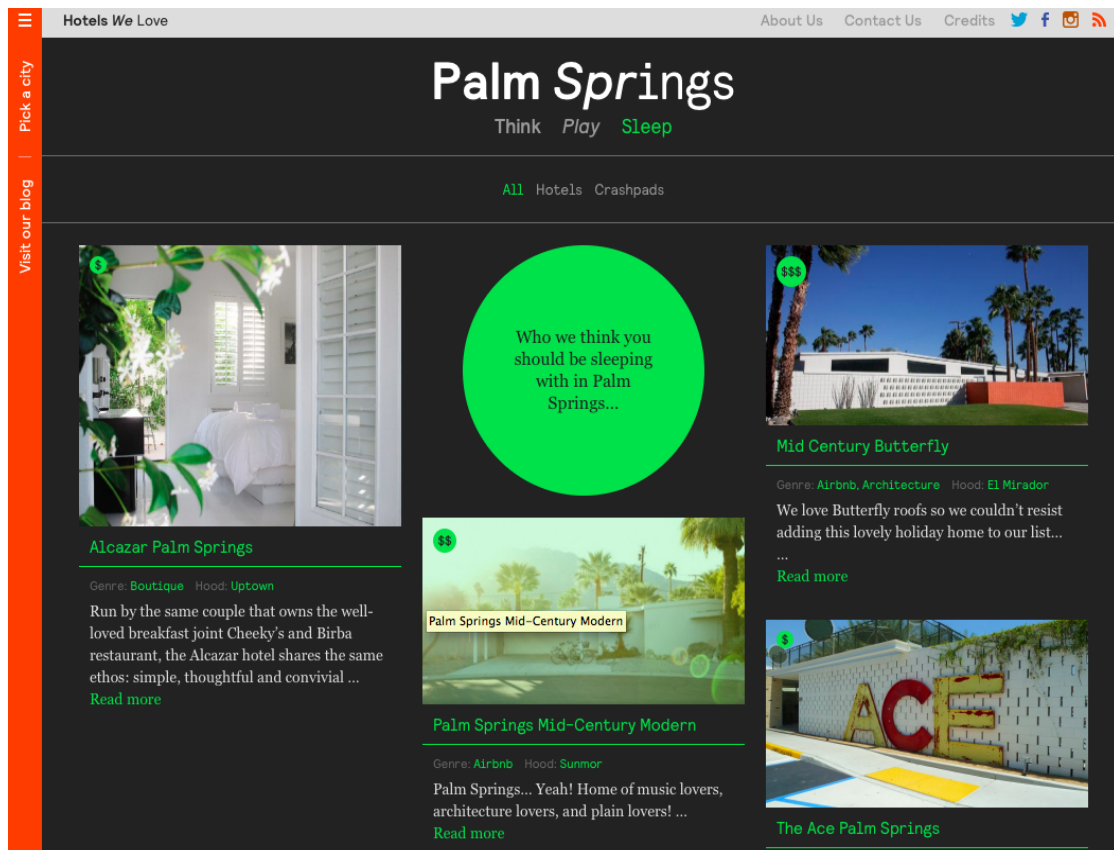 Hotels We Love
About Us Contact Us Credits
Pick a city
Visit our blog
Palm Springs
Think Play Sleep
All Hotels Crashpads
$
Alcazar Palm Springs
Genre: Boutique Hood: Uptown
Run by the same couple that owns the well-
loved breakfast joint Cheeky’s and Birba
restaurant, the Alcazar hotel shares the same
ethos: simple, thoughtful and convivial ...
Read more
Who we think you
should be sleeping
with in Palm
Springs...
$$
Palm Springs Mid-Century Modern
Palm Springs Mid-Century Modern
Genre: Airbnb Hood: Sunmor
Palm Springs... Yeah! Home of music lovers,
architecture lovers, and plain lovers! ...
Read more
$$$
Mid Century Butterfly
Genre: Airbnb, Architecture Hood: El Mirador
We love Butterfly roofs so we couldn’t resist
adding this lovely holiday home to our list...
...
Read more
$
ACE
The Ace Palm Springs